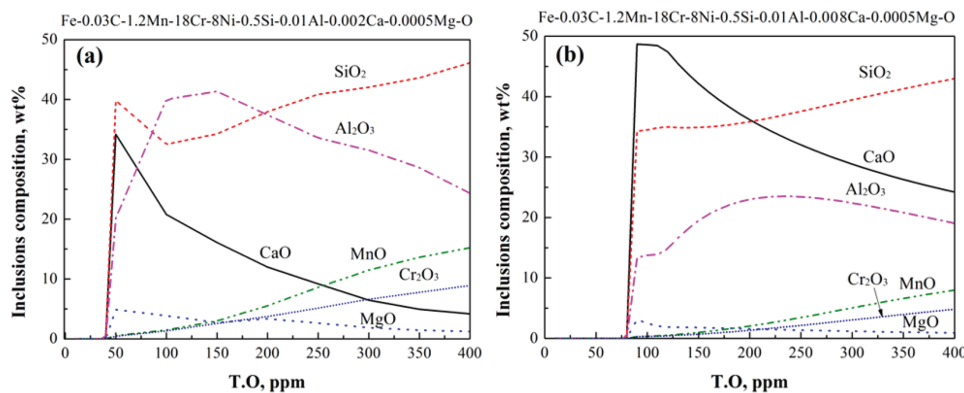 Fe-0.03C-1.2Mn-18Cr-8Ni-0.5Si-0.01Al-0.002Ca-0.0005Mg-O
(a)
Inclusions composition, wt%
50
40
30
20
10
0
SiO₂
Al₂O₃
CaO
MnO
Cr₂O₃
MgO
0 50 100 150 200 250 300 350 400
T.O, ppm
Fe-0.03C-1.2Mn-18Cr-8Ni-0.5Si-0.01Al-0.008Ca-0.0005Mg-O
(b)
Inclusions composition, wt%
50
40
30
20
10
0
SiO₂
CaO
Al₂O₃
Cr₂O₃
MnO
MgO
0 50 100 150 200 250 300 350 400
T.O, ppm